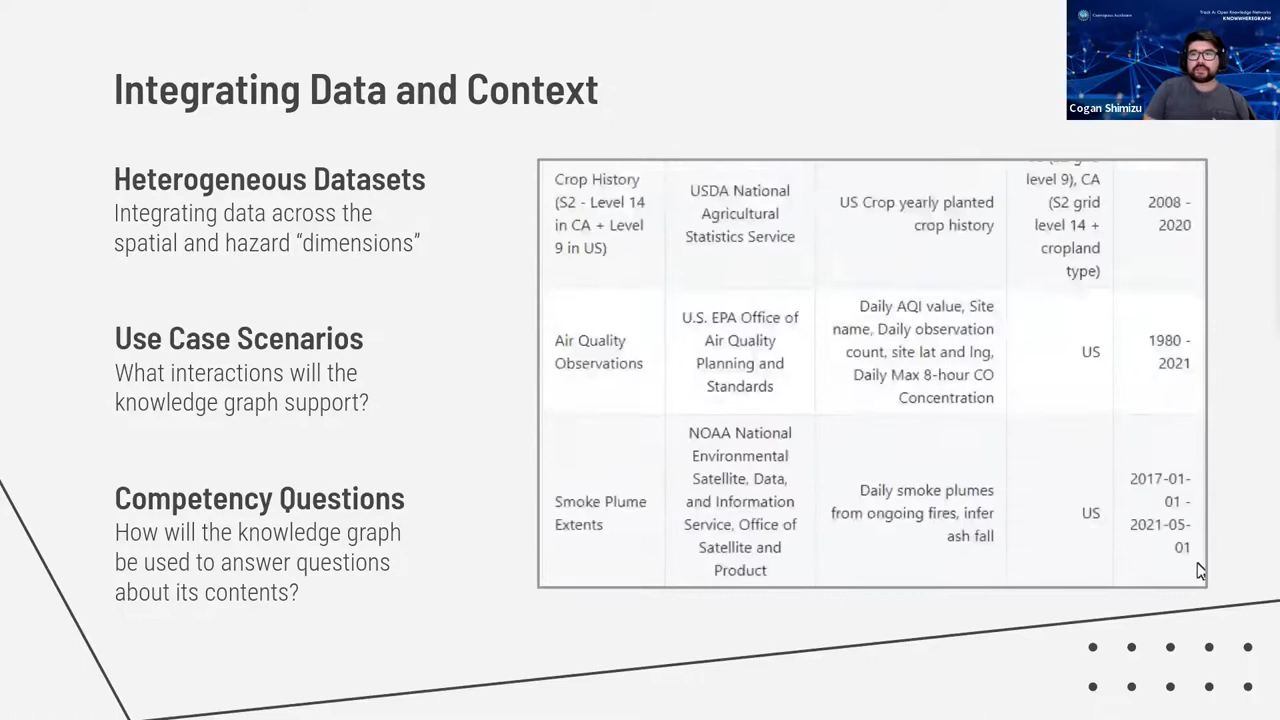 Integrating Data and Context
Heterogeneous Datasets
Integrating data across the
spatial and hazard “dimensions”
Use Case Scenarios
What interactions will the
knowledge graph support?
Competency Questions
How will the knowledge graph
be used to answer questions
about its contents?
Crop History
(S2 - Level 14
in CA + Level
9 in US)
USDA National
Agricultural
Statistics Service
US Crop yearly planted
crop history
level 9), CA
(S2 grid
level 14 +
cropland
type)
2008 -
2020
Air Quality
Observations
U.S. EPA Office of
Air Quality
Planning and
Standards
Daily AQI value, Site
name, Daily observation
count, site lat and lng,
Daily Max 8-hour CO
Concentration
US
1980 -
2021
Smoke Plume
Extents
NOAA National
Environmental
Satellite, Data,
and Information
Service, Office of
Satellite and
Product
Daily smoke plumes
from ongoing fires, infer
ash fall
US
2017-01-
01 -
2021-05-
01
Track A: Open Knowledge Networks
KNOWWHEREGRAPH
Cogan Shimizu